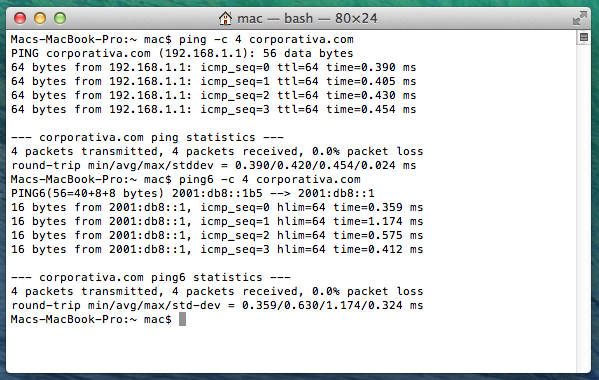 mac — bash — 80×24
Macs-MacBook-Pro:~ mac$ ping -c 4 corporativa.com
PING corporativa.com (192.168.1.1): 56 data bytes
64 bytes from 192.168.1.1: icmp_seq=0 ttl=64 time=0.390 ms
64 bytes from 192.168.1.1: icmp_seq=1 ttl=64 time=0.405 ms
64 bytes from 192.168.1.1: icmp_seq=2 ttl=64 time=0.430 ms
64 bytes from 192.168.1.1: icmp_seq=3 ttl=64 time=0.454 ms

--- corporativa.com ping statistics ---
4 packets transmitted, 4 packets received, 0.0% packet loss
round-trip min/avg/max/stddev = 0.390/0.420/0.454/0.024 ms
Macs-MacBook-Pro:~ mac$ ping6 -c 4 corporativa.com
PING6(56=40+8+8 bytes) 2001:db8::1b5 --> 2001:db8::1
16 bytes from 2001:db8::1, icmp_seq=0 hlim=64 time=0.359 ms
16 bytes from 2001:db8::1, icmp_seq=1 hlim=64 time=1.174 ms
16 bytes from 2001:db8::1, icmp_seq=2 hlim=64 time=0.575 ms
16 bytes from 2001:db8::1, icmp_seq=3 hlim=64 time=0.412 ms

--- corporativa.com ping6 statistics ---
4 packets transmitted, 4 packets received, 0.0% packet loss
round-trip min/avg/max/std-dev = 0.359/0.630/1.174/0.324 ms
Macs-MacBook-Pro:~ mac$